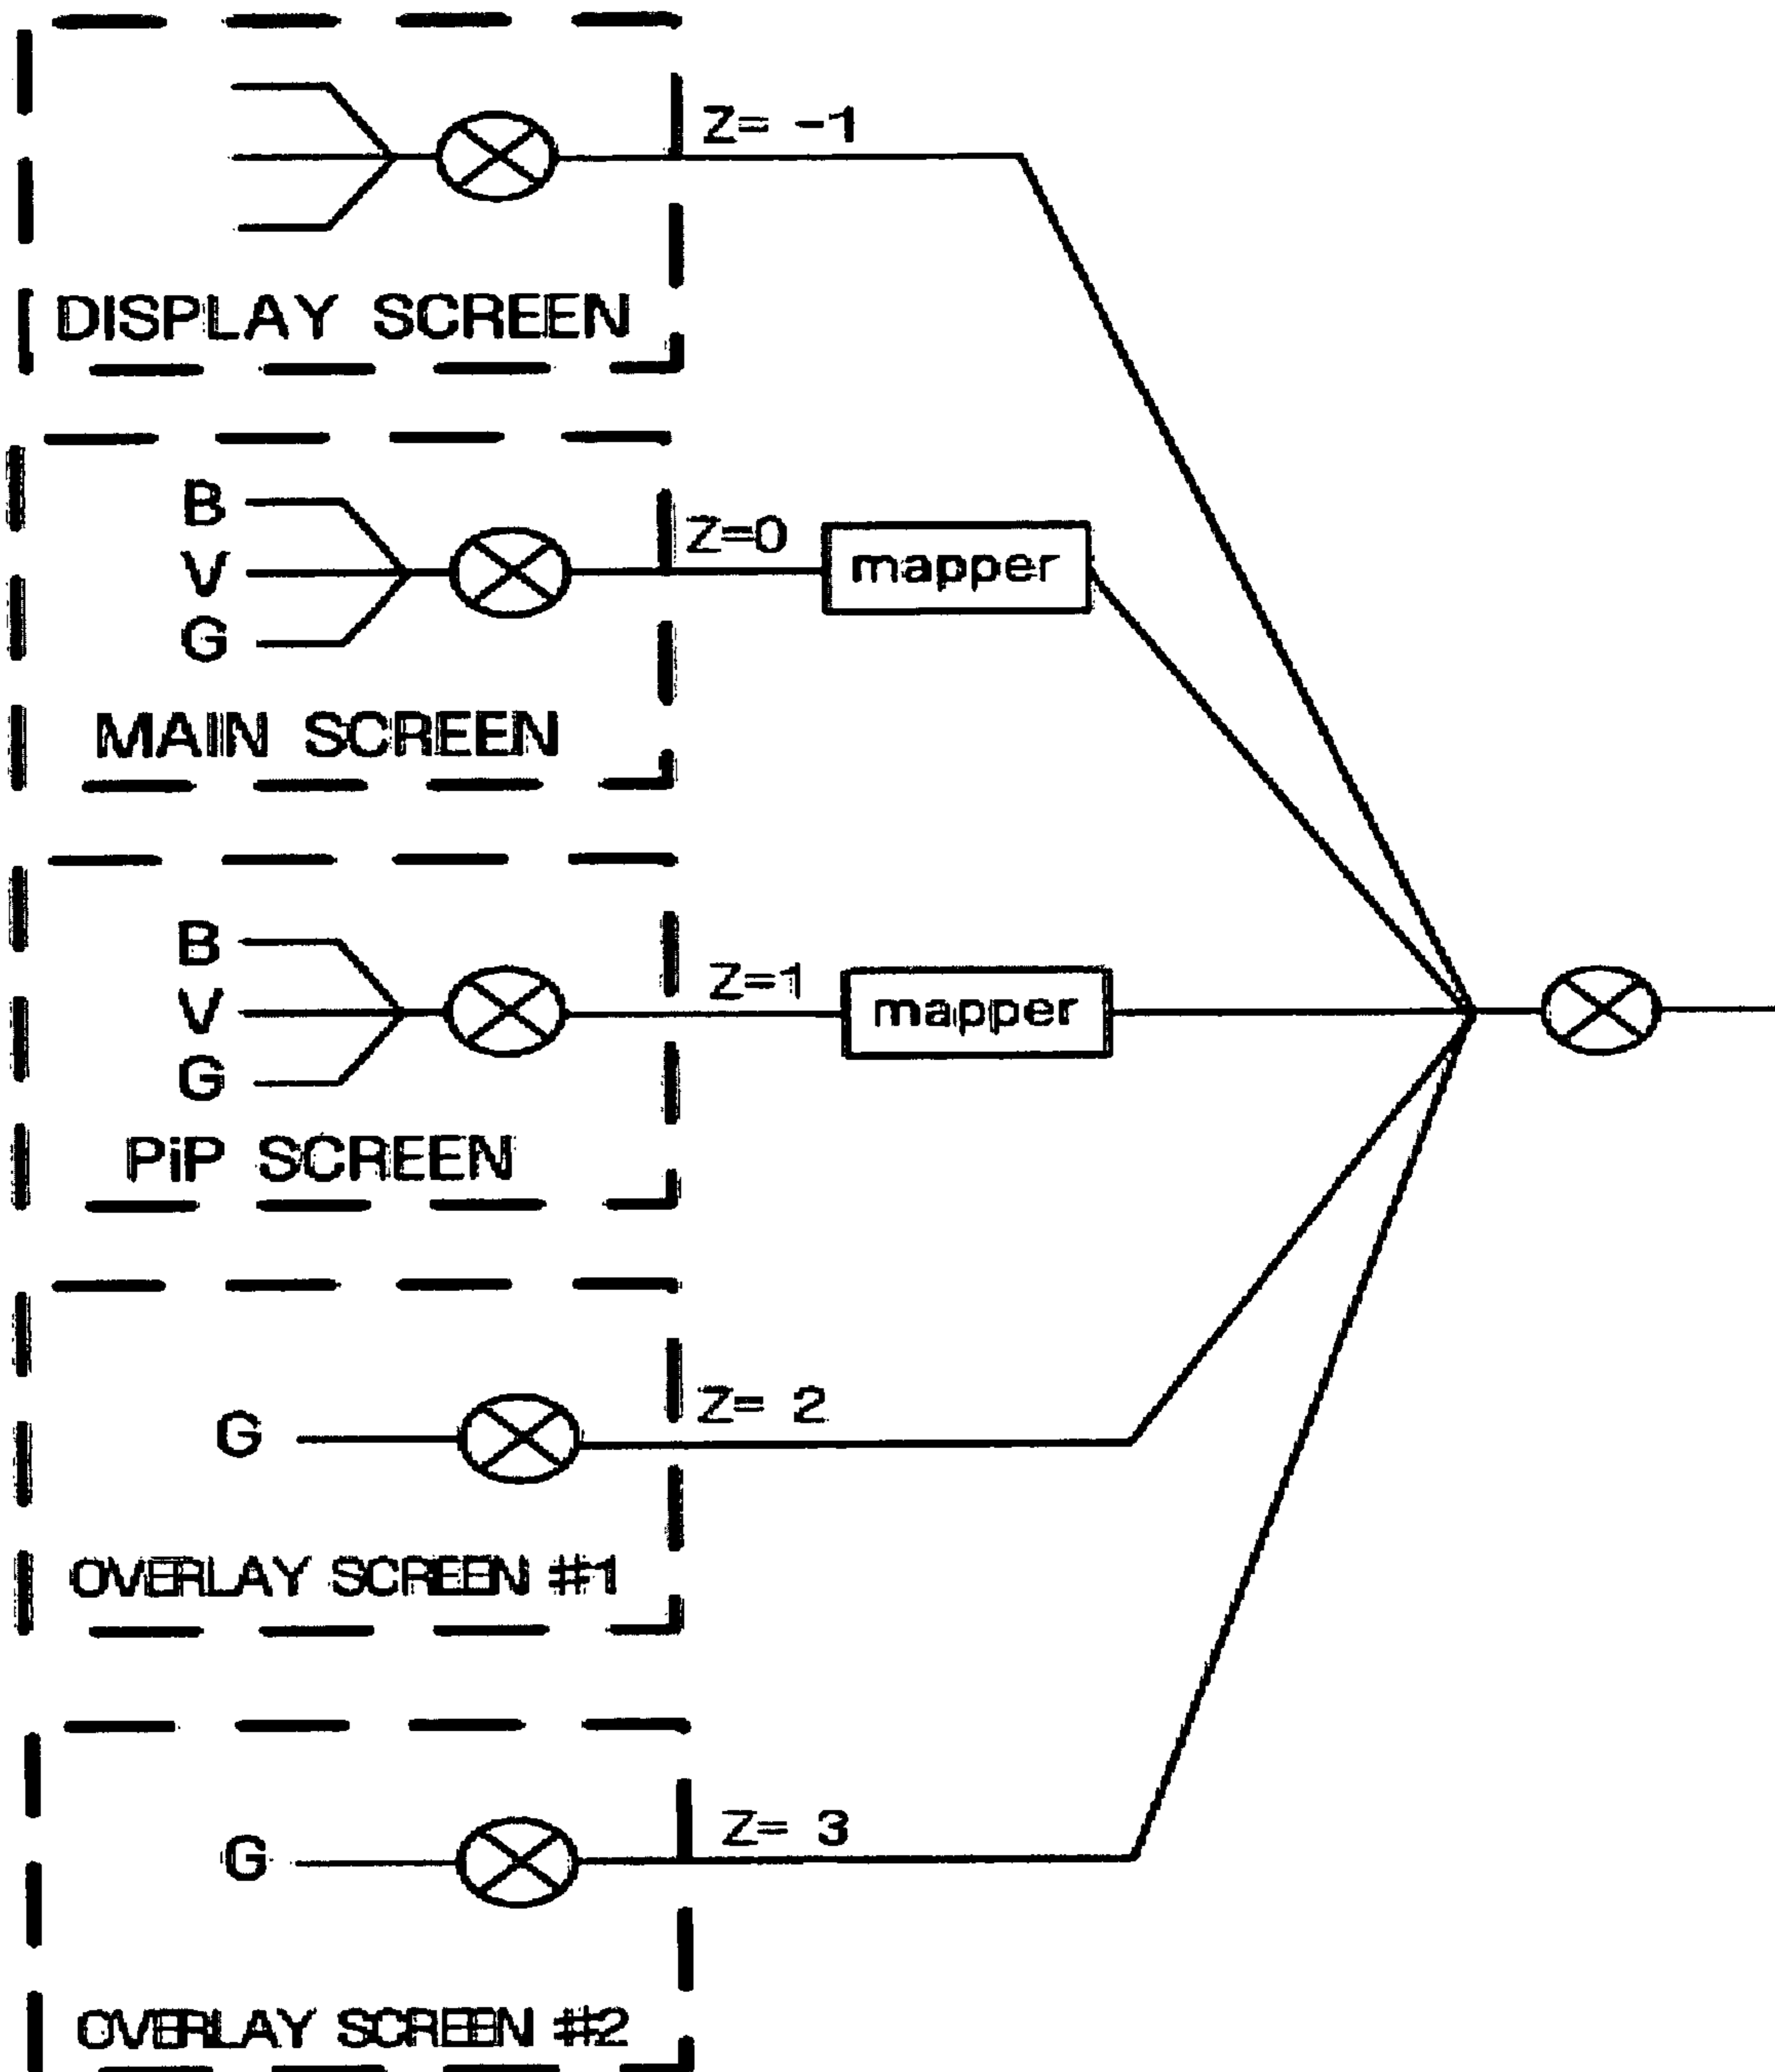 Z= -1
DISPLAY SCREEN
B
Z=0
V
mapper
G
MAIN SCREEN
B
Z=1
V
mapper
G
PiP SCREEN
Z= 2
G
OVERLAY SCREEN #1
Z= 3
G
OVERLAY SCREEN #2